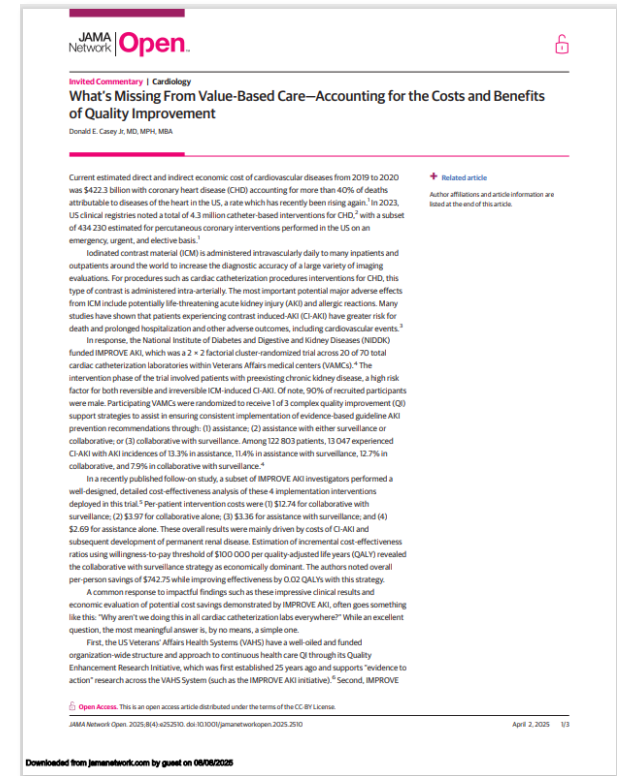 JAMA Network | Open™
Invited Commentary | Cardiology
What's Missing From Value-Based Care—Accounting for the Costs and Benefits
of Quality Improvement
Donald E. Casey Jr, MD, MPH, MBA
Current estimated direct and indirect economic cost of cardiovascular diseases from 2019 to 2020
was $422.3 billion with coronary heart disease (CHD) accounting for more than 40% of deaths
attributable to diseases of the heart in the US, a rate which has recently been rising again.1 In 2023,
US clinical registries noted a total of 4.3 million catheter-based interventions for CHD,2 with a subset
of 434 230 estimated for percutaneous coronary interventions performed in the US on an
emergency, urgent, and elective basis.1
Iodinated contrast material (ICM) is administered intravascularly daily to many inpatients and
outpatients around the world to increase the diagnostic accuracy of a large variety of imaging
evaluations. For procedures such as cardiac catheterization procedures interventions for CHD, this
type of contrast is administered intra-arterially. The most important potential major adverse effects
from ICM include potentially life-threatening acute kidney injury (AKI) and allergic reactions. Many
studies have shown that patients experiencing contrast induced-AKI (CI-AKI) have greater risk for
death and prolonged hospitalization and other adverse outcomes, including cardiovascular events.3
In response, the National Institute of Diabetes and Digestive and Kidney Diseases (NIDDK)
funded IMPROVE AKI, which was a 2 × 2 factorial cluster-randomized trial across 20 of 70 total
cardiac catheterization laboratories within Veterans Affairs medical centers (VAMCs).4 The
intervention phase of the trial involved patients with preexisting chronic kidney disease, a high risk
factor for both reversible and irreversible ICM-induced CI-AKI. Of note, 90% of recruited participants
were male. Participating VAMCs were randomized to receive 1 of 3 complex quality improvement (QI)
support strategies to assist in ensuring consistent implementation of evidence-based guideline AKI
prevention recommendations through: (1) assistance; (2) assistance with either surveillance or
collaborative; or (3) collaborative with surveillance. Among 122 803 patients, 13 047 experienced
CI-AKI with AKI incidences of 13.3% in assistance, 11.4% in assistance with surveillance, 12.7% in
collaborative, and 7.9% in collaborative with surveillance.4
In a recently published follow-on study, a subset of IMPROVE AKI investigators performed a
well-designed, detailed cost-effectiveness analysis of these 4 implementation interventions
deployed in this trial.5 Per-patient intervention costs were (1) $12.74 for collaborative with
surveillance; (2) $3.97 for collaborative alone; (3) $3.36 for assistance with surveillance; and (4)
$2.69 for assistance alone. These overall results were mainly driven by costs of CI-AKI and
subsequent development of permanent renal disease. Estimation of incremental cost-effectiveness
ratios using willingness-to-pay threshold of $100 000 per quality-adjusted life years (QALY) revealed
the collaborative with surveillance strategy as economically dominant. The authors noted overall
per-person savings of $742.75 while improving effectiveness by 0.02 QALYs with this strategy.
A common response to impactful findings such as these impressive clinical results and
economic evaluation of potential cost savings demonstrated by IMPROVE AKI, often goes something
like this: "Why aren't we doing this in all cardiac catheterization labs everywhere?" While an excellent
question, the most meaningful answer is, by no means, a simple one.
First, the US Veterans' Affairs Health Systems (VAHS) have a well-oiled and funded
organization-wide structure and approach to continuous health care QI through its Quality
Enhancement Research Initiative, which was first established 25 years ago and supports "evidence to
action" research across the VAHS System (such as the IMPROVE AKI initiative).6 Second, IMPROVE
+ Related article
Author affiliations and article information are
listed at the end of this article.
Open Access. This is an open access article distributed under the terms of the CC-BY License.
JAMA Network Open. 2025;8(4):e252510. doi:10.1001/jamanetworkopen.2025.2510
April 2, 2025 1/3
Downloaded from jamanetwork.com by guest on 08/08/2025